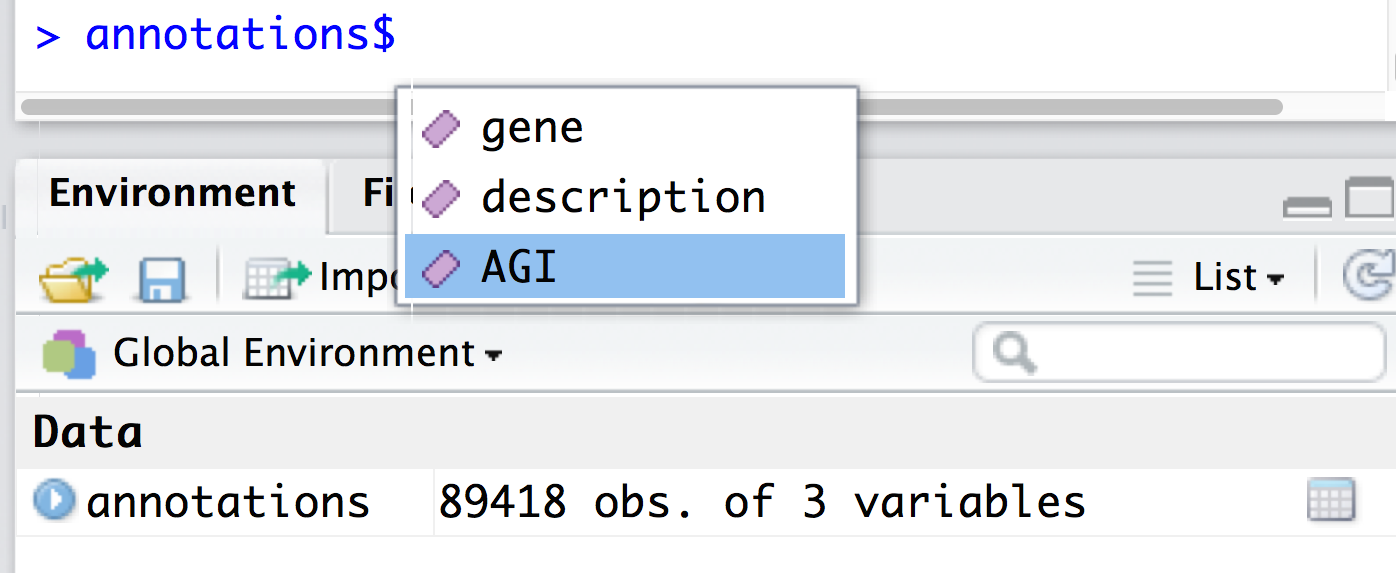 > annotations$
gene
description
AGI
Environment
List
Global Environment
Data
annotations 89418 obs. of 3 variables